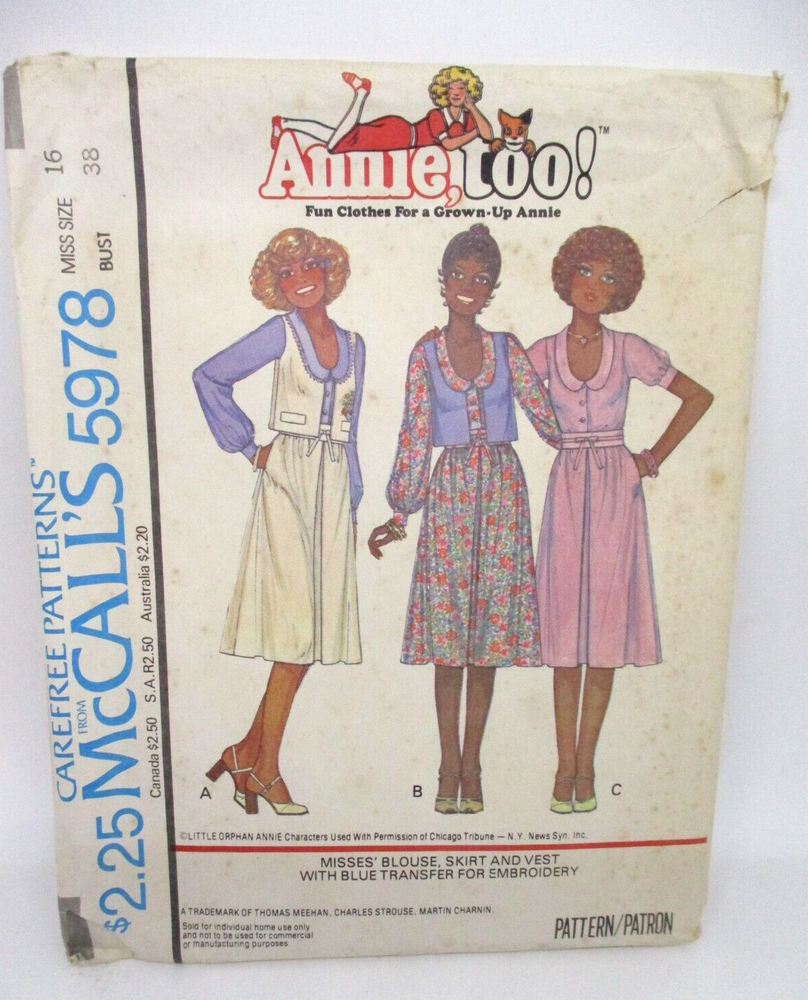 Annie, too!™
Fun Clothes For a Grown-Up Annie
MISS SIZE 16
BUST 38
CAREFREE PATTERNS™
FROM
$2.25 McCALL'S 5978
Canada $2.50 S.A.R2.50 Australia $2.20
A
B
C
©LITTLE ORPHAN ANNIE Characters Used With Permission of Chicago Tribune — N.Y. News Syn. Inc.
MISSES' BLOUSE, SKIRT AND VEST
WITH BLUE TRANSFER FOR EMBROIDERY
A TRADEMARK OF THOMAS MEEHAN, CHARLES STROUSE, MARTIN CHARNIN.
Sold for individual home use only
and not to be used for commercial
or manufacturing purposes.
PATTERN/PATRON